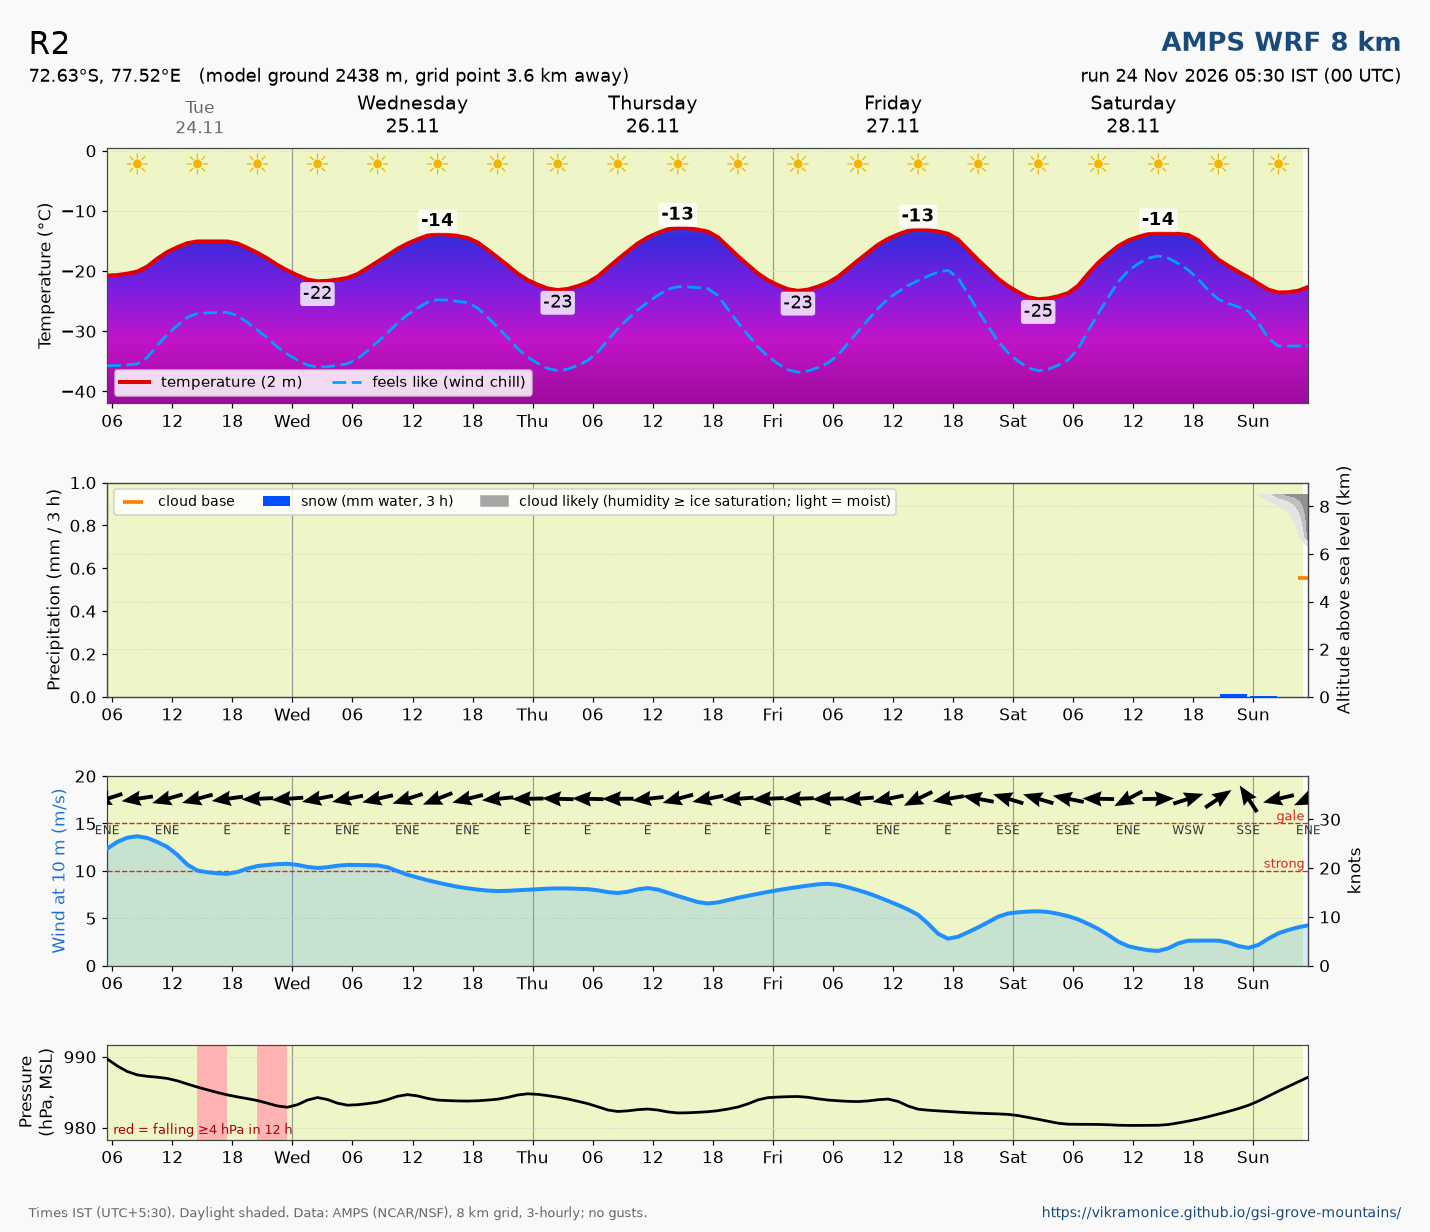 R2
AMPS WRF 8 km
72.63°S, 77.52°E (model ground 2438 m, grid point 3.6 km away)
run 24 Nov 2026 05:30 IST (00 UTC)
Tue
24.11
Wednesday
25.11
Thursday
26.11
Friday
27.11
Saturday
28.11
Temperature (°C)
0
−10
−20
−30
−40
-14
-13
-13
-14
-22
-23
-23
-25
temperature (2 m)
feels like (wind chill)
06 12 18 Wed 06 12 18 Thu 06 12 18 Fri 06 12 18 Sat 06 12 18 Sun
Precipitation (mm / 3 h)
1.0
0.8
0.6
0.4
0.2
0.0
cloud base
snow (mm water, 3 h)
cloud likely (humidity ≥ ice saturation; light = moist)
8
6
4
2
0
Altitude above sea level (km)
06 12 18 Wed 06 12 18 Thu 06 12 18 Fri 06 12 18 Sat 06 12 18 Sun
Wind at 10 m (m/s)
20
15
10
5
0
ENE ENE E E ENE ENE ENE E E E E E E ENE E ESE ESE ENE WSW SSE ENE
gale
strong
30
20
10
0
knots
06 12 18 Wed 06 12 18 Thu 06 12 18 Fri 06 12 18 Sat 06 12 18 Sun
Pressure
(hPa, MSL)
990
980
red = falling ≥4 hPa in 12 h
06 12 18 Wed 06 12 18 Thu 06 12 18 Fri 06 12 18 Sat 06 12 18 Sun
Times IST (UTC+5:30). Daylight shaded. Data: AMPS (NCAR/NSF), 8 km grid, 3-hourly; no gusts.
https://vikramonice.github.io/gsi-grove-mountains/